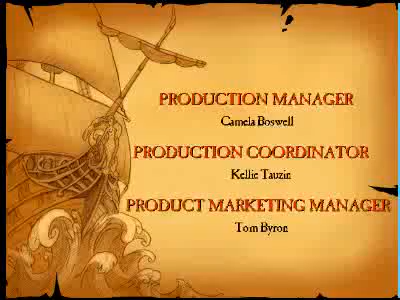 PRODUCTION MANAGER
Camela Boswell
PRODUCTION COORDINATOR
Kellie Tauzin
PRODUCT MARKETING MANAGER
Tom Byron